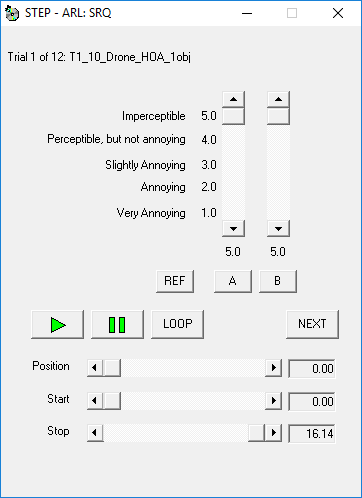 STEP - ARL: SRQ
Trial 1 of 12: T1_10_Drone_HOA_1obj
Imperceptible 5.0
Perceptible, but not annoying 4.0
Slightly Annoying 3.0
Annoying 2.0
Very Annoying 1.0
5.0 5.0
REF A B
LOOP NEXT
Position 0.00
Start 0.00
Stop 16.14